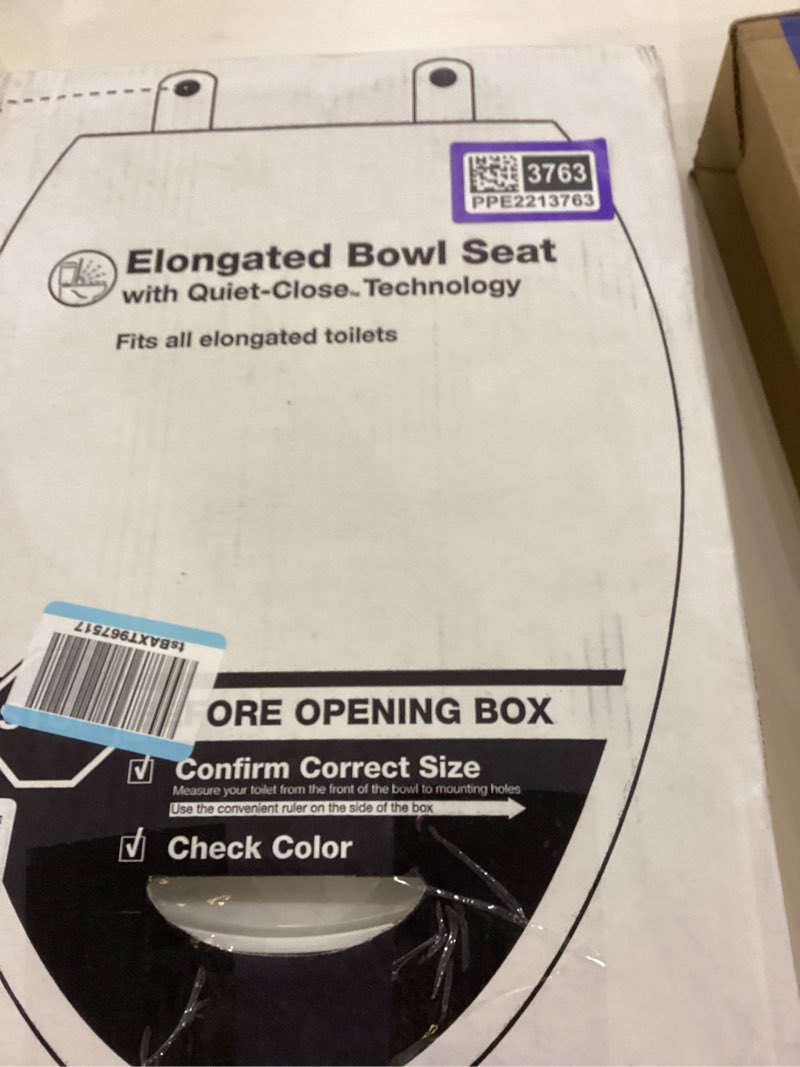 3763
PPE2213763
Elongated Bowl Seat
with Quiet-Close™ Technology
Fits all elongated toilets
tsBAXT967517
ORE OPENING BOX
Confirm Correct Size
Measure your toilet from the front of the bowl to mounting holes
Use the convenient ruler on the side of the box
Check Color